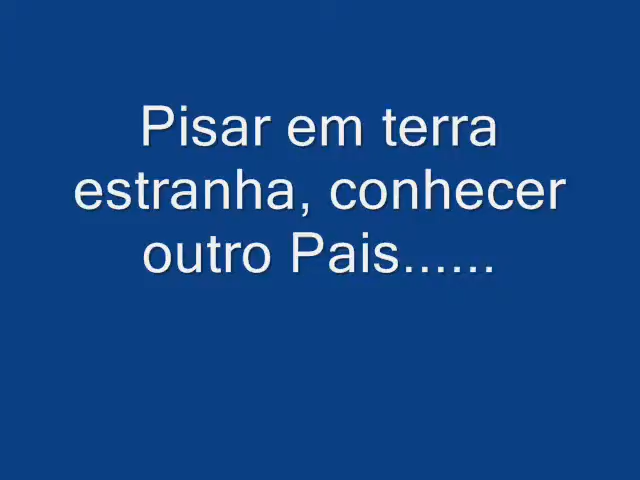 Pisar em terra
estranha, conhecer
outro Pais......